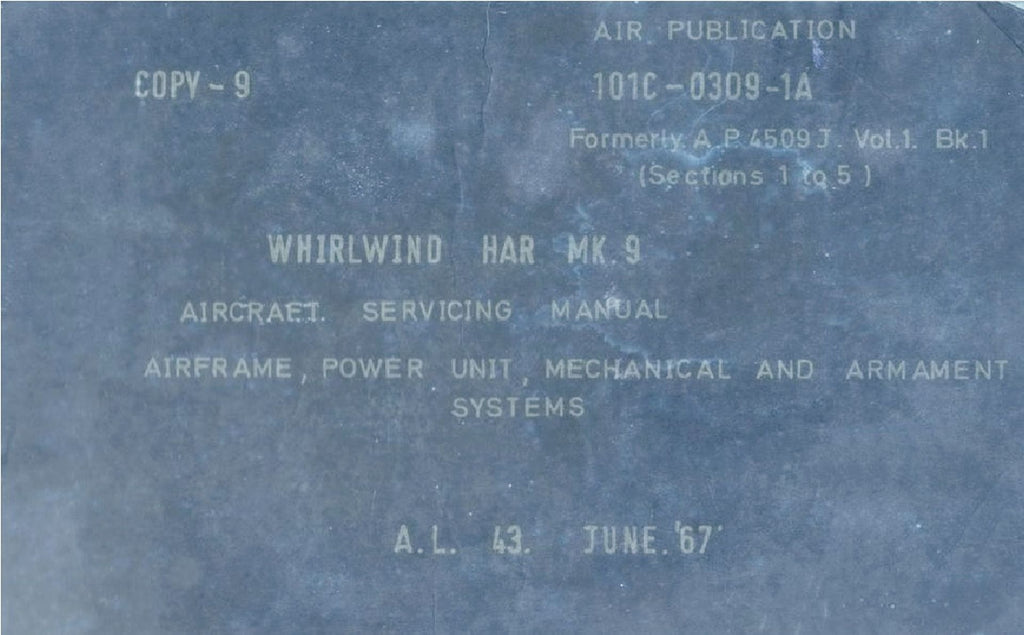 AIR PUBLICATION
COPY - 9
101C-0309-1A
Formerly A.P.4509J. Vol.1. Bk.1
(Sections 1 to 5)
WHIRLWIND HAR MK.9
AIRCRAFT. SERVICING MANUAL
AIRFRAME, POWER UNIT, MECHANICAL AND ARMAMENT
SYSTEMS
A.L. 43. JUNE.'67'